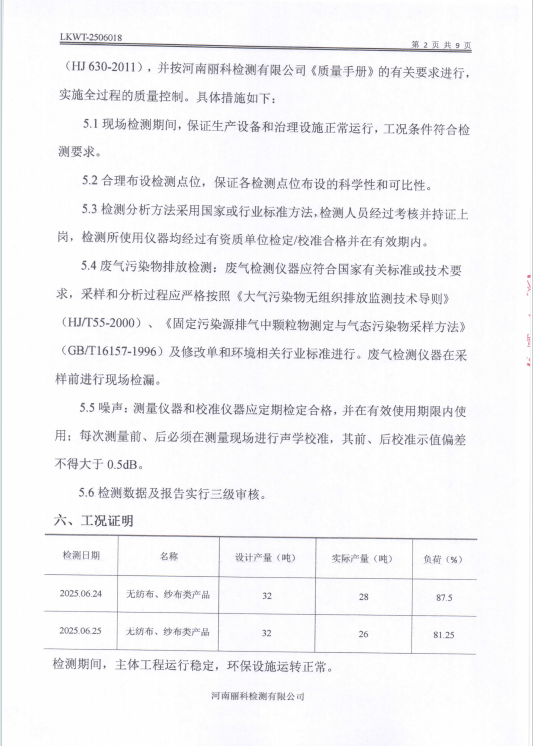 LKWT-2506018
第 2 页 共 9 页
（HJ 630-2011），并按河南丽科检测有限公司《质量手册》的有关要求进行，
实施全过程的质量控制。具体措施如下：
5.1 现场检测期间，保证生产设备和治理设施正常运行，工况条件符合检
测要求。
5.2 合理布设检测点位，保证各检测点位布设的科学性和可比性。
5.3 检测分析方法采用国家或行业标准方法，检测人员经过考核并持证上
岗，检测所使用仪器均经过有资质单位检定/校准合格并在有效期内。
5.4 废气污染物排放检测：废气检测仪器应符合国家有关标准或技术要
求，采样和分析过程应严格按照《大气污染物无组织排放监测技术导则》
（HJ/T55-2000）、《固定污染源排气中颗粒物测定与气态污染物采样方法》
（GB/T16157-1996）及修改单和环境相关行业标准进行。废气检测仪器在采
样前进行现场检漏。
5.5 噪声：测量仪器和校准仪器应定期检定合格，并在有效使用期限内使
用；每次测量前、后必须在测量现场进行声学校准，其前、后校准示值偏差
不得大于 0.5dB。
5.6 检测数据及报告实行三级审核。
六、工况证明
检测日期 名称 设计产量（吨） 实际产量（吨） 负荷（%）
2025.06.24 无纺布、纱布类产品 32 28 87.5
2025.06.25 无纺布、纱布类产品 32 26 81.25
检测期间，主体工程运行稳定，环保设施运转正常。
河南丽科检测有限公司